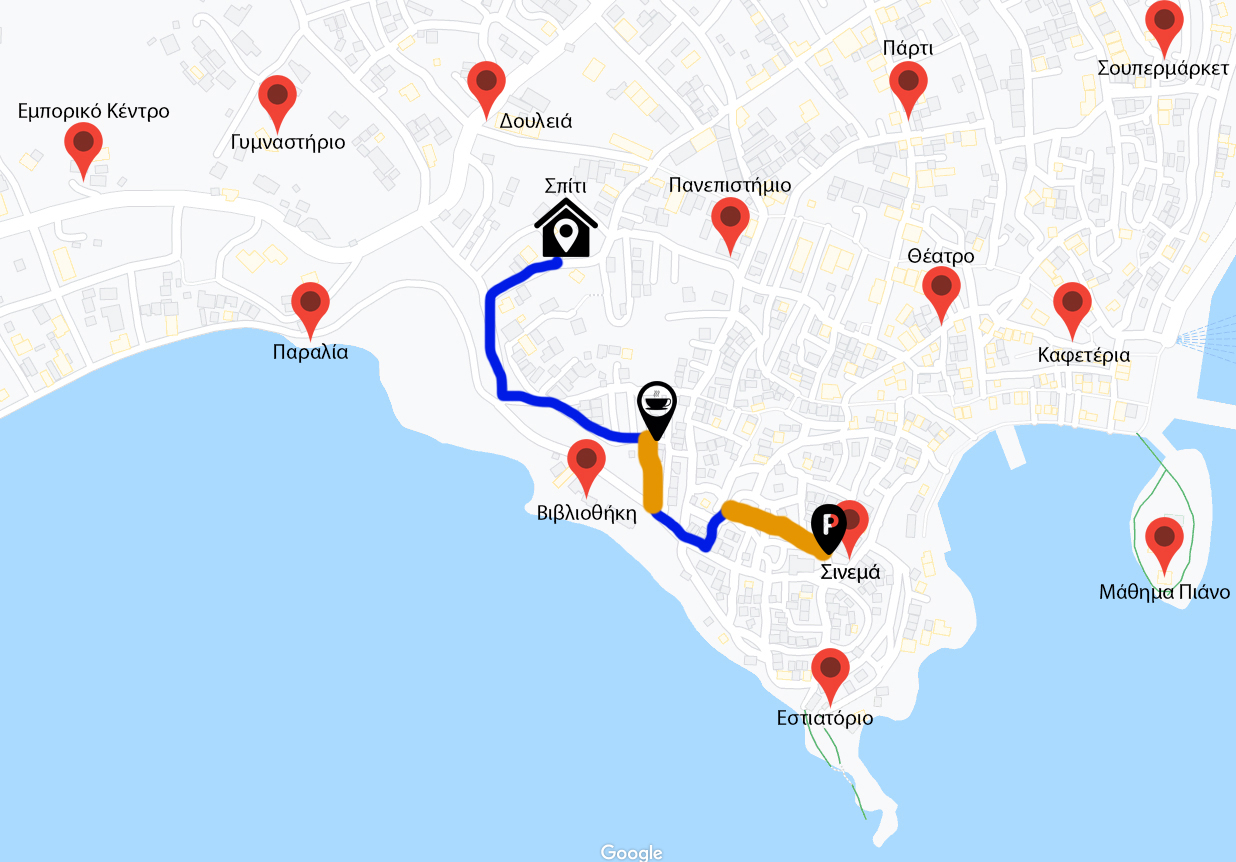 Σουπερμάρκετ
Πάρτι
Εμπορικό Κέντρο
Δουλειά
Γυμναστήριο
Σπίτι
Πανεπιστήμιο
Θέατρο
Παραλία
Καφετέρια
Βιβλιοθήκη
P
Σινεμά
Μάθημα Πιάνο
Εστιατόριο
Google